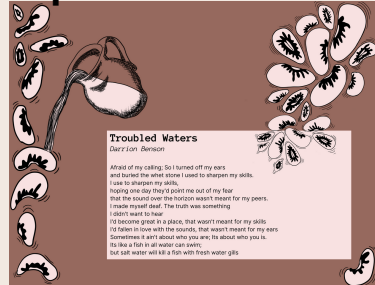 Troubled Waters
Darrion Benson
Afraid of my calling; So I turned off my ears
and buried the whet stone I used to sharpen my skills.
I use to sharpen my skills,
hoping one day they'd point me out of my fear
that the sound over the horizon wasn't meant for my peers.
I made myself deaf. The truth was something
I didn't want to hear
I'd become great in a place, that wasn't meant for my skills
I'd fallen in love with the sounds, that wasn't meant for my ears
Sometimes it ain't about who you are; Its about who you is.
Its like a fish in all water can swim;
but salt water will kill a fish with fresh water gills